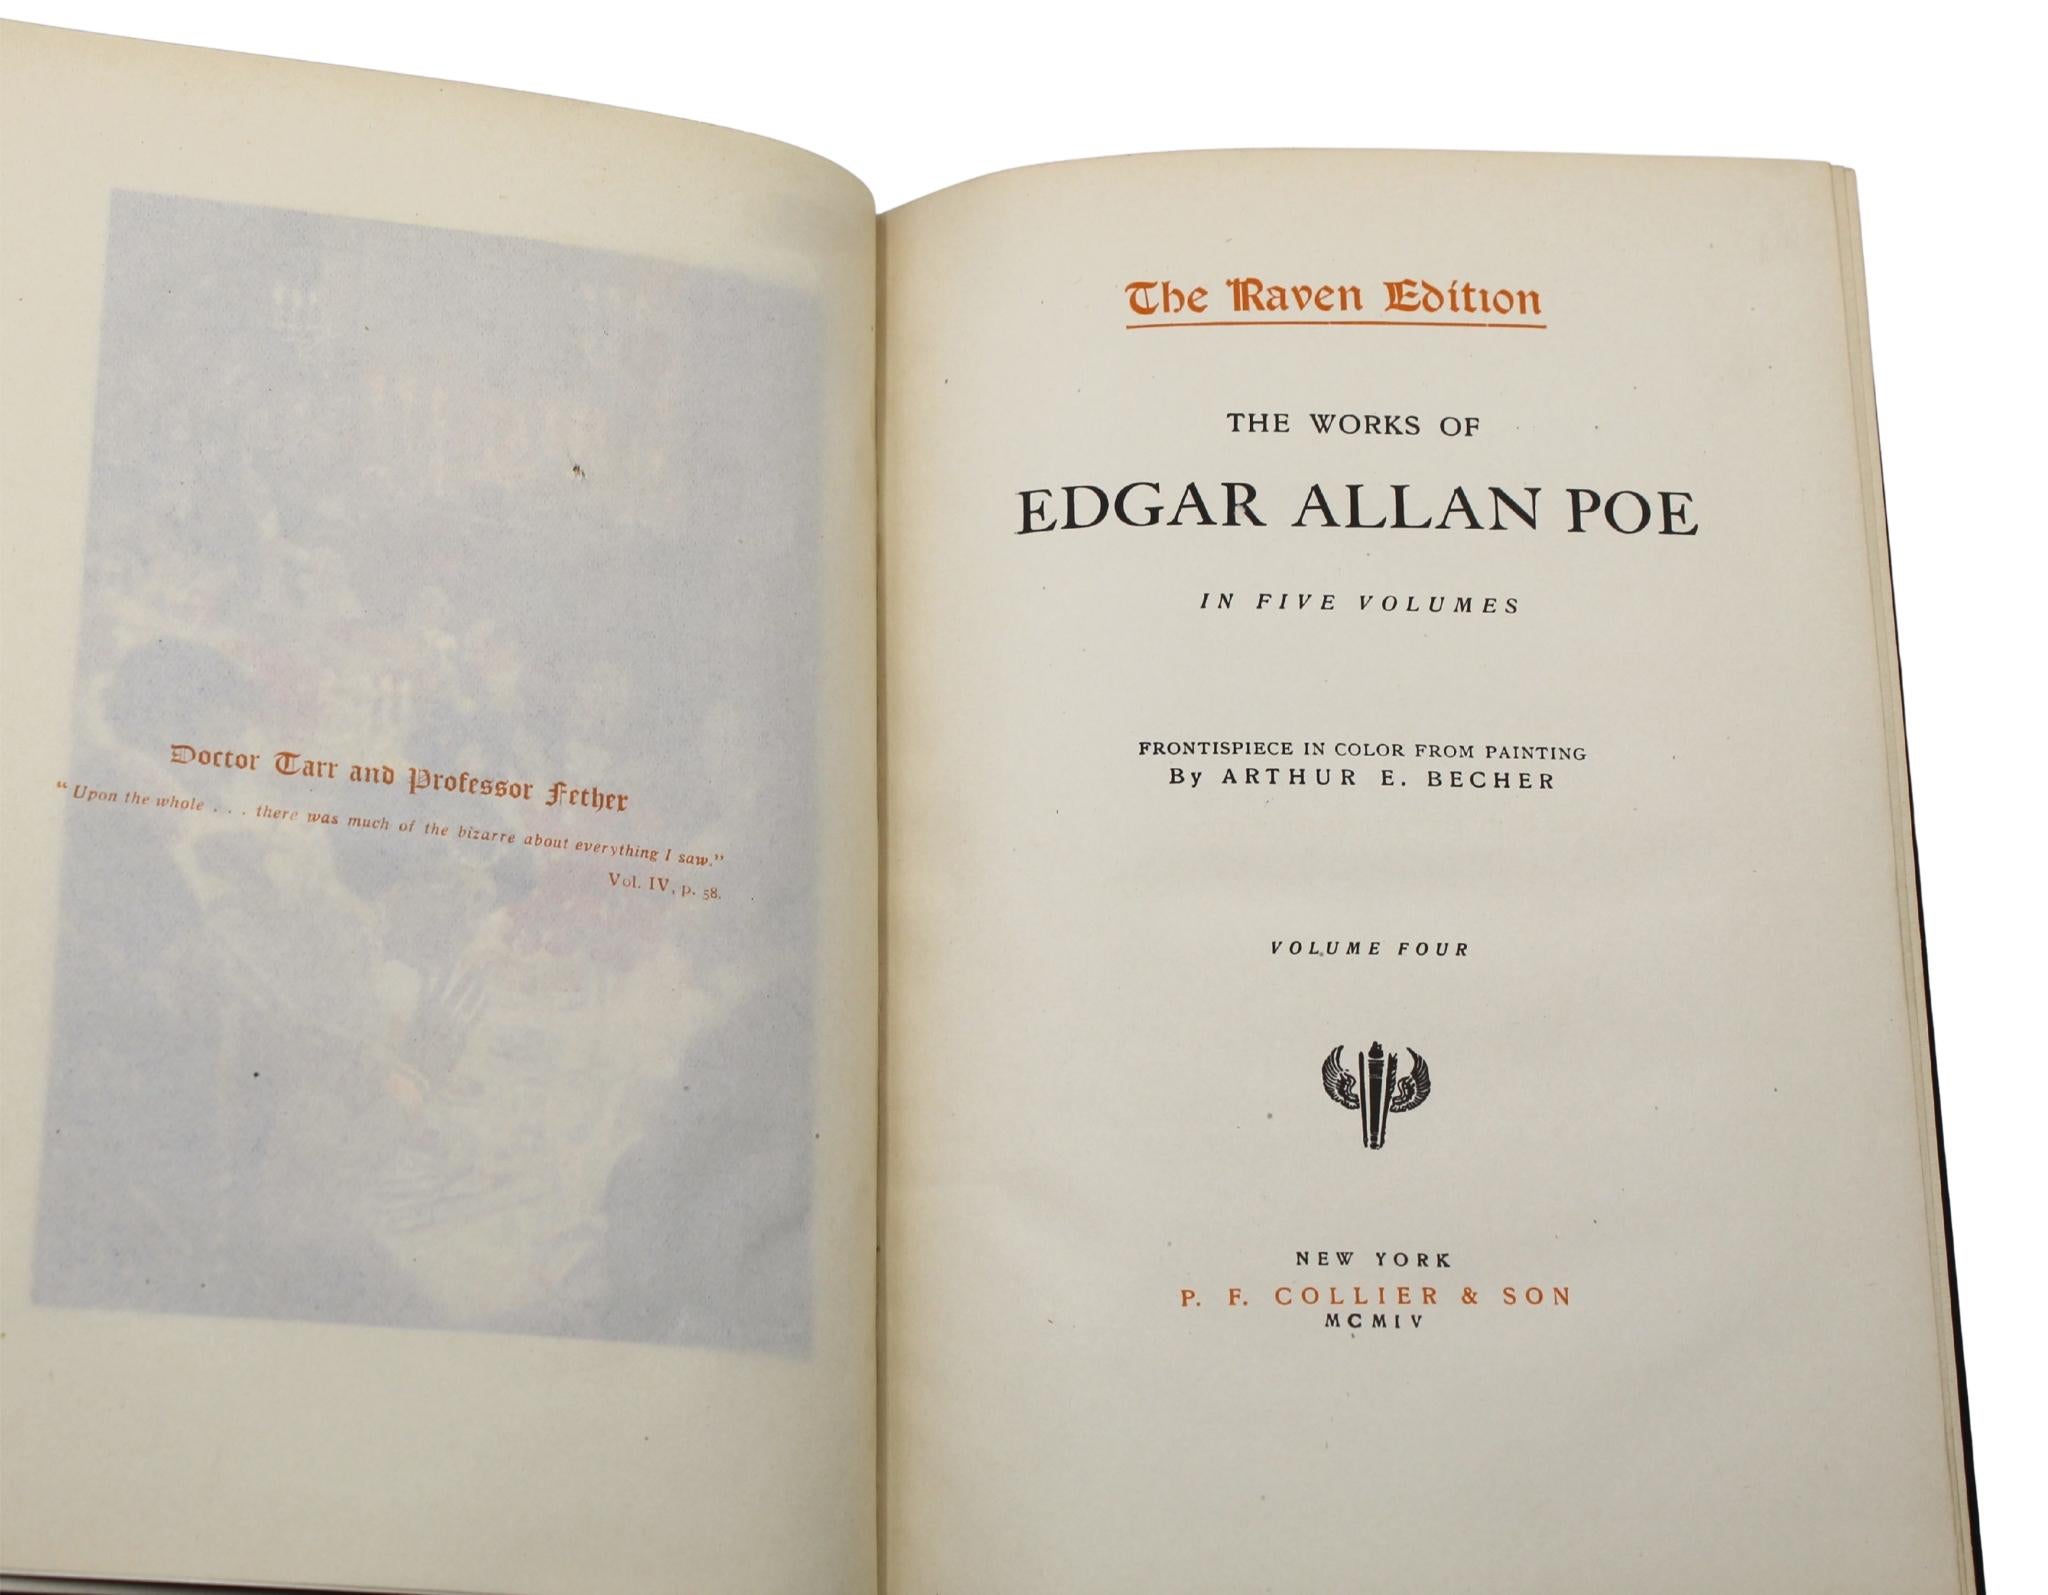 Doctor Tarr and Professor Fether
“Upon the whole . . . there was much of the bizarre about everything I saw.”
Vol. IV, p. 58.
The Raven Edition
THE WORKS OF
EDGAR ALLAN POE
IN FIVE VOLUMES
FRONTISPIECE IN COLOR FROM PAINTING
By ARTHUR E. BECHER
VOLUME FOUR
NEW YORK
P. F. COLLIER & SON
MCMIV